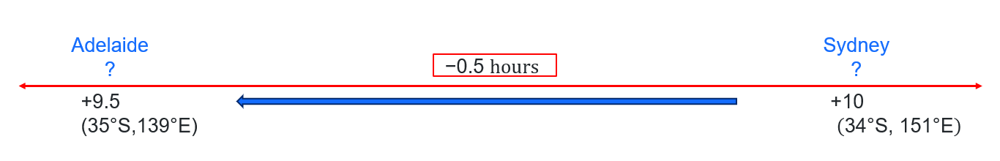 Adelaide
?
−0.5 hours
Sydney
?
+9.5
(35°S,139°E)
+10
(34°S, 151°E)